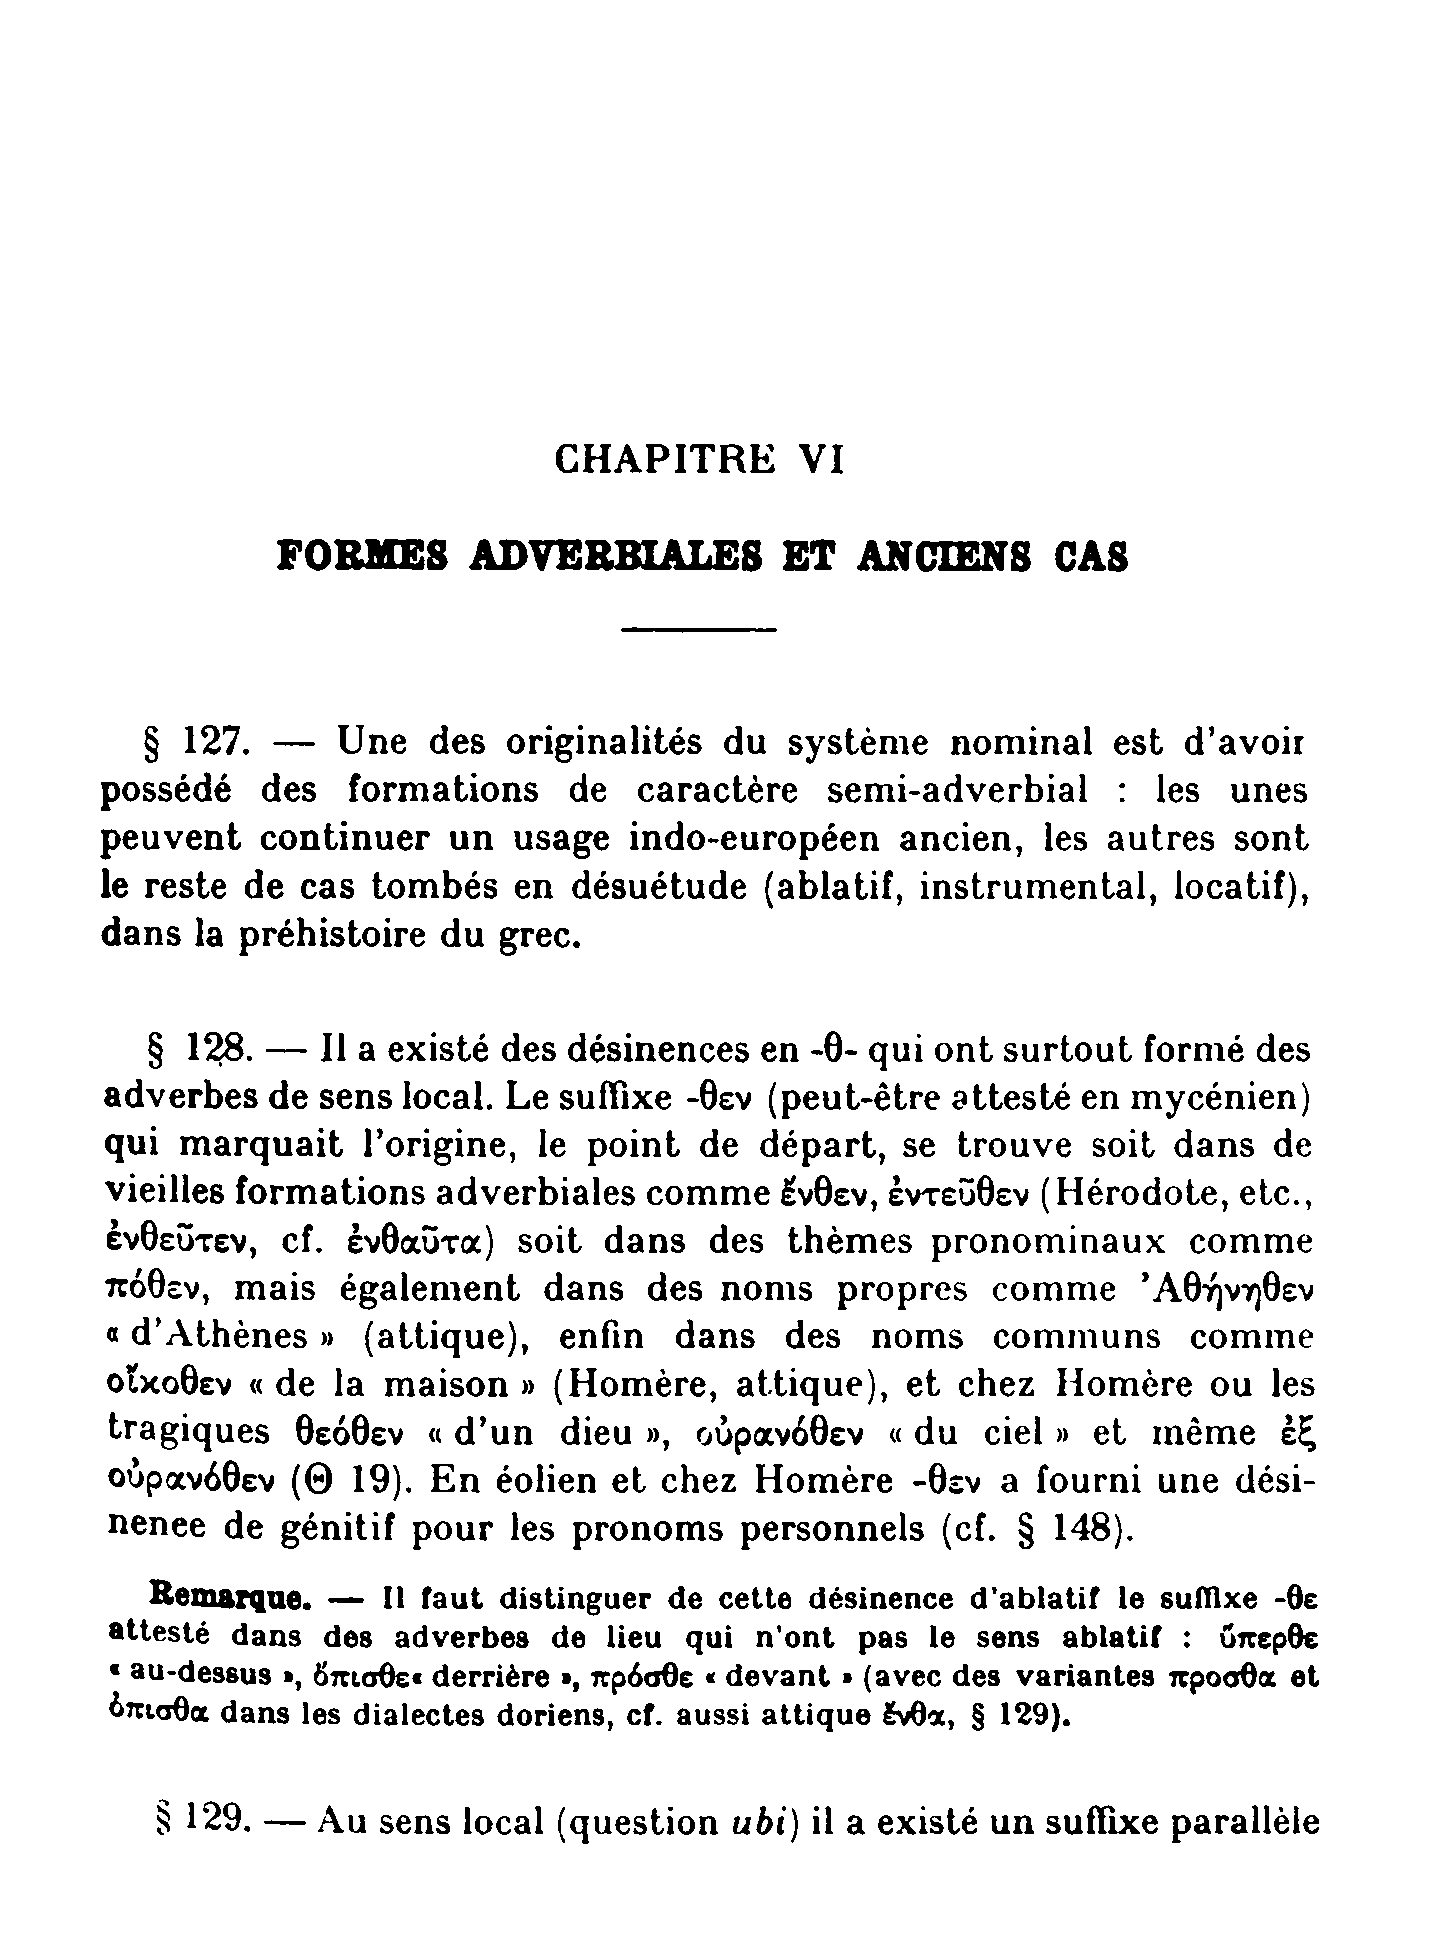 CHAPITRE VI
FORMES ADVERBIALES ET ANCIENS CAS
§ 127. — Une des originalités du système nominal est d'avoir
possédé des formations de caractère semi-adverbial : les unes
peuvent continuer un usage indo-européen ancien, les autres sont
le reste de cas tombés en désuétude (ablatif, instrumental, locatif),
dans la préhistoire du grec.
§ 128. — Il a existé des désinences en -θ- qui ont surtout formé des
adverbes de sens local. Le suffixe -θεν (peut-être attesté en mycénien)
qui marquait l'origine, le point de départ, se trouve soit dans de
vieilles formations adverbiales comme ἔνθεν, ἐντεῦθεν (Hérodote, etc.,
ἐνθεῦτεν, cf. ἐνθαῦτα) soit dans des thèmes pronominaux comme
πόθεν, mais également dans des noms propres comme Ἀθήνηθεν
« d'Athènes » (attique), enfin dans des noms communs comme
οἴκοθεν « de la maison » (Homère, attique), et chez Homère ou les
tragiques θεόθεν « d'un dieu », οὐρανόθεν « du ciel » et même ἐξ
οὐρανόθεν (Θ 19). En éolien et chez Homère -θεν a fourni une dési-
nenee de génitif pour les pronoms personnels (cf. § 148).
Remarque. — Il faut distinguer de cette désinence d'ablatif le suffixe -θε
attesté dans des adverbes de lieu qui n'ont pas le sens ablatif : ὕπερθε
« au-dessus », ὄπισθε« derrière », πρόσθε « devant » (avec des variantes προσθα et
ὀπισθα dans les dialectes doriens, cf. aussi attique ἔνθα, § 129).
§ 129. — Au sens local (question ubi) il a existé un suffixe parallèle